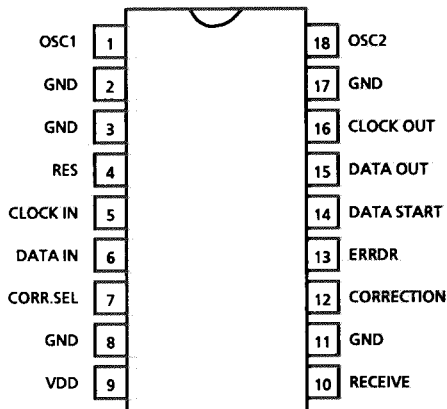 OSC1 1 18 OSC2
GND 2 17 GND
GND 3 16 CLOCK OUT
RES 4 15 DATA OUT
CLOCK IN 5 14 DATA START
DATA IN 6 13 ERRDR
CORR.SEL 7 12 CORRECTION
GND 8 11 GND
VDD 9 10 RECEIVE